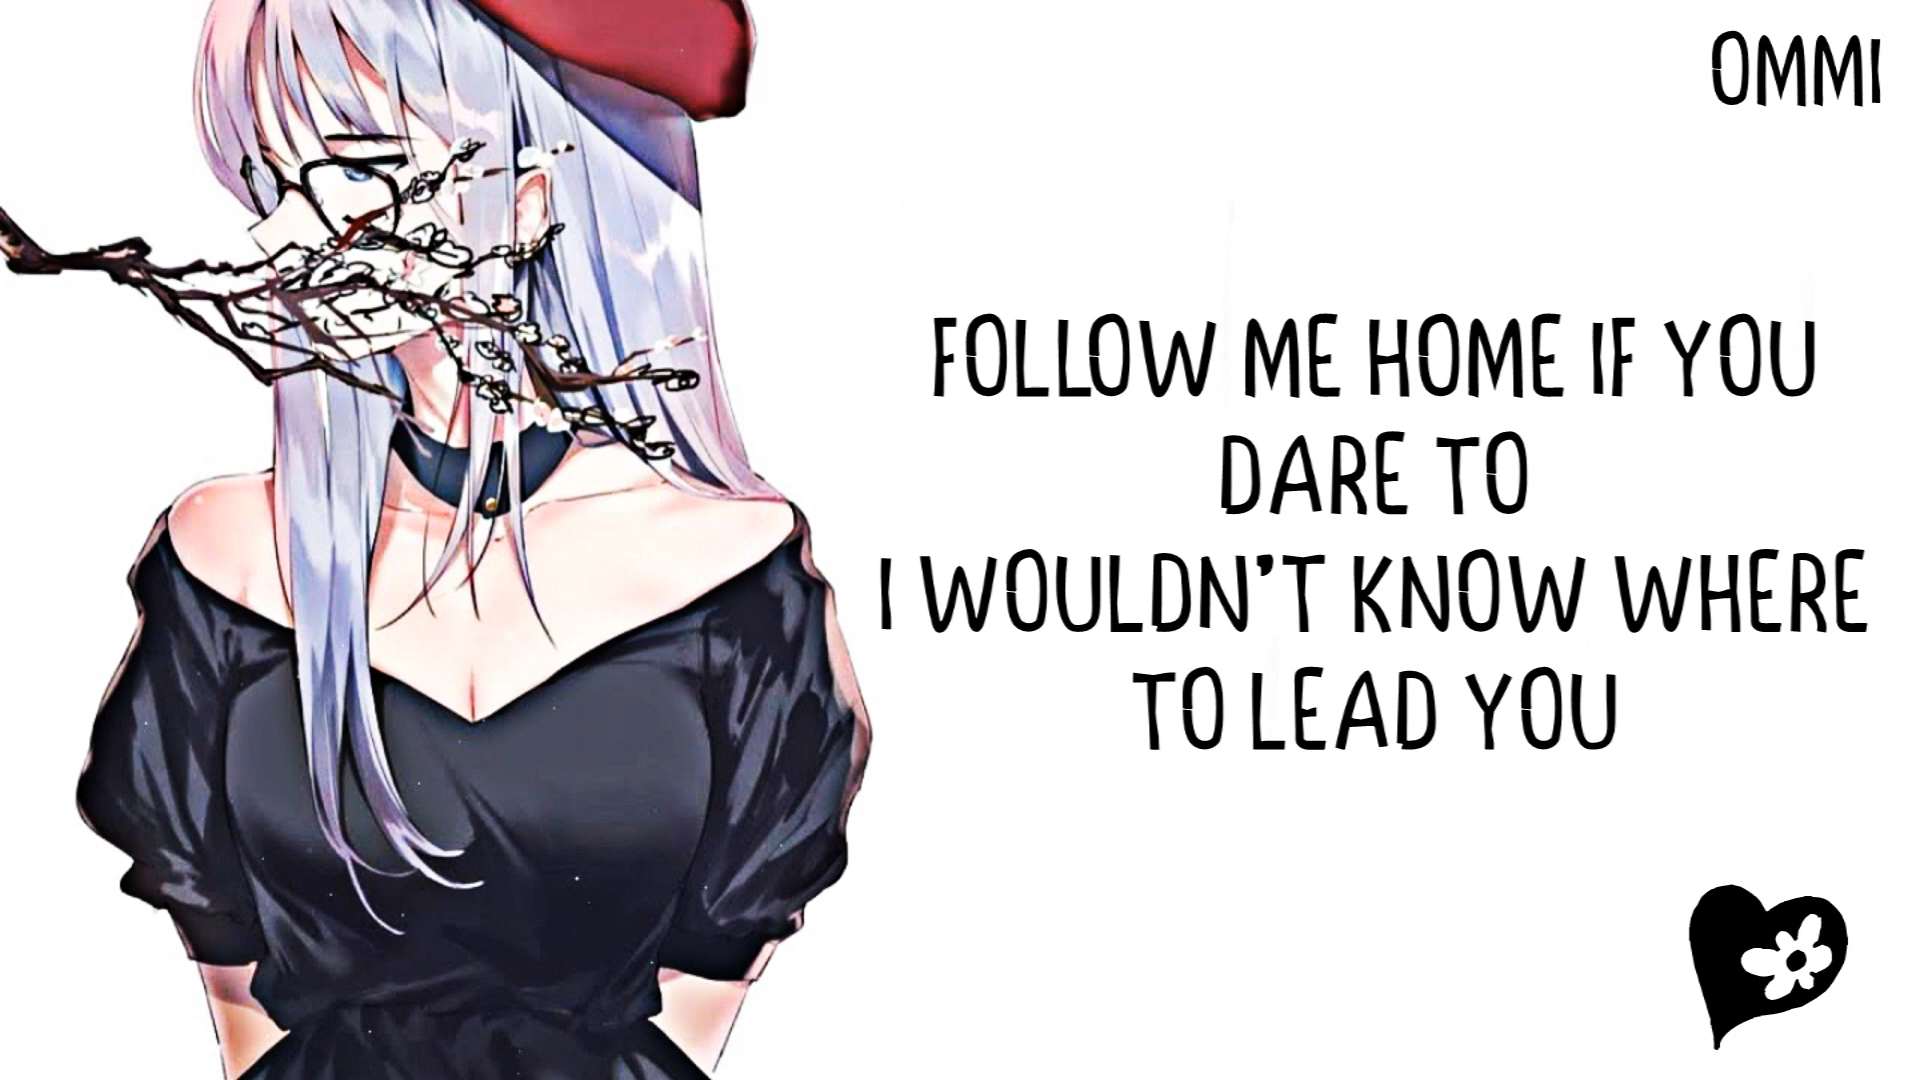 OMMI
FOLLOW ME HOME IF YOU
DARE TO
I WOULDN'T KNOW WHERE
TO LEAD YOU